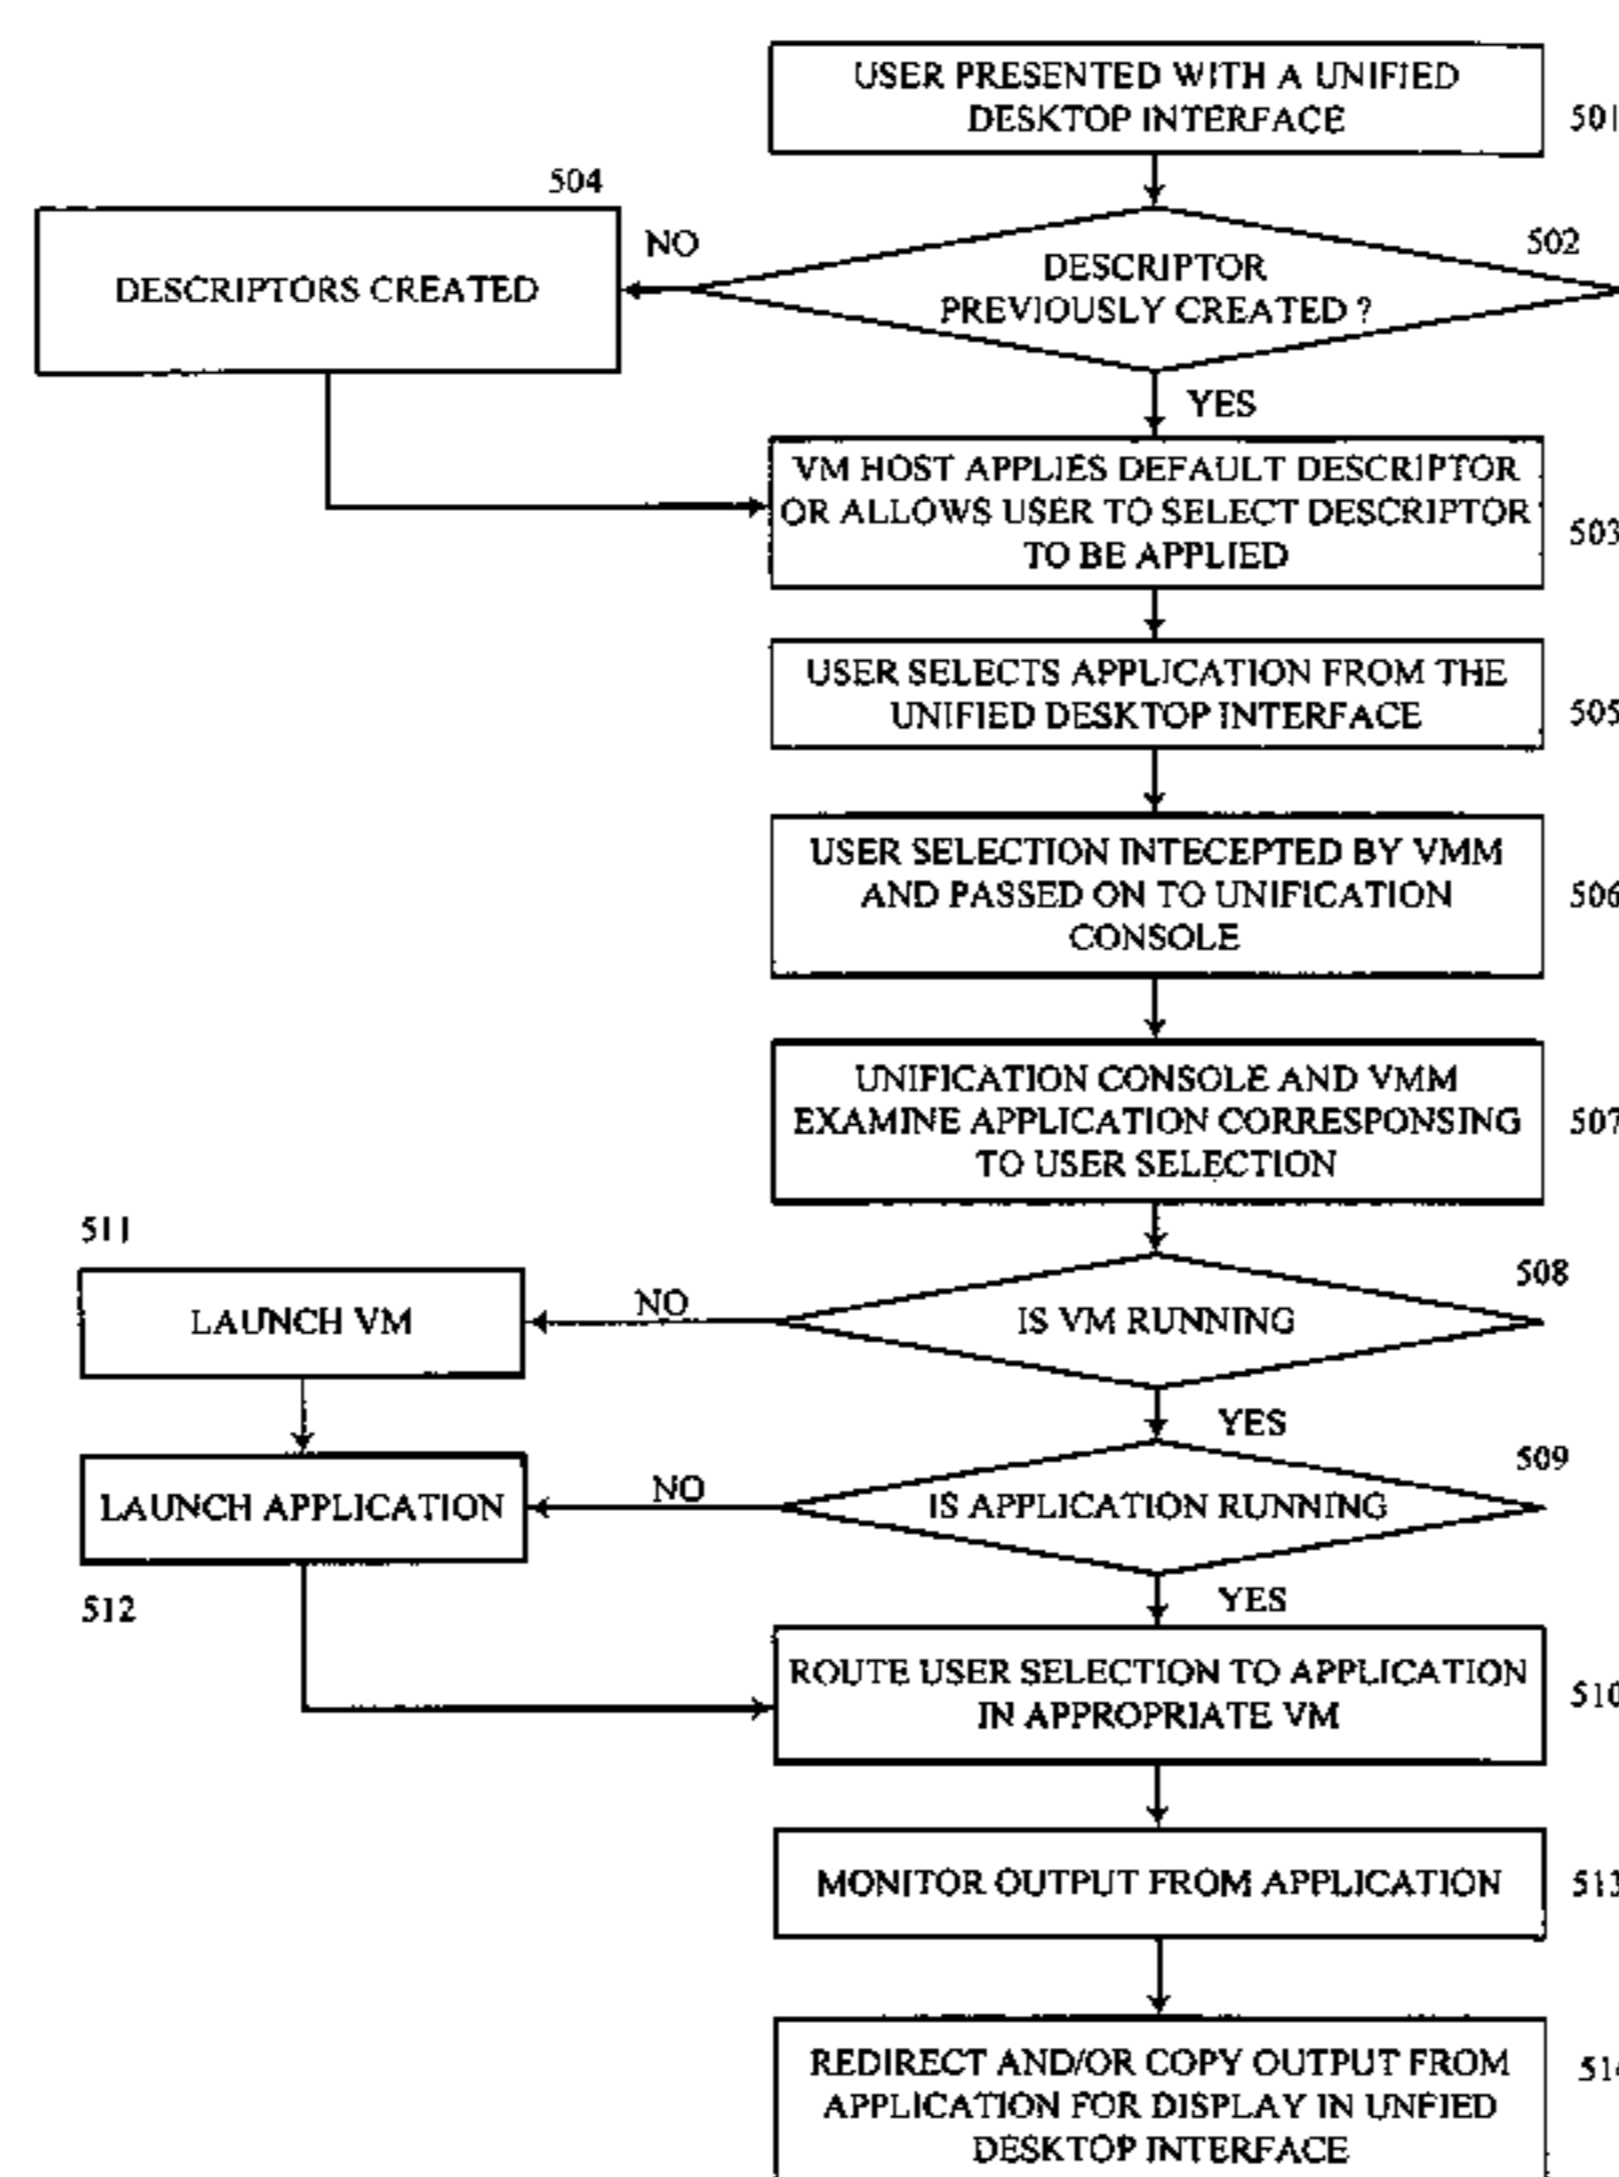 USER PRESENTED WITH A UNIFIED
DESKTOP INTERFACE
501
504
NO
502
DESCRIPTORS CREATED
DESCRIPTOR
PREVIOUSLY CREATED ?
YES
VM HOST APPLIES DEFAULT DESCRIPTOR
OR ALLOWS USER TO SELECT DESCRIPTOR
TO BE APPLIED
503
USER SELECTS APPLICATION FROM THE
UNIFIED DESKTOP INTERFACE
505
USER SELECTION INTECEPTED BY VMM
AND PASSED ON TO UNIFICATION
CONSOLE
506
UNIFICATION CONSOLE AND VMM
EXAMINE APPLICATION CORRESPONSING
TO USER SELECTION
507
511
508
LAUNCH VM
NO
IS VM RUNNING
YES
509
LAUNCH APPLICATION
NO
IS APPLICATION RUNNING
512
YES
ROUTE USER SELECTION TO APPLICATION
IN APPROPRIATE VM
510
MONITOR OUTPUT FROM APPLICATION
513
REDIRECT AND/OR COPY OUTPUT FROM
APPLICATION FOR DISPLAY IN UNFIED
DESKTOP INTERFACE